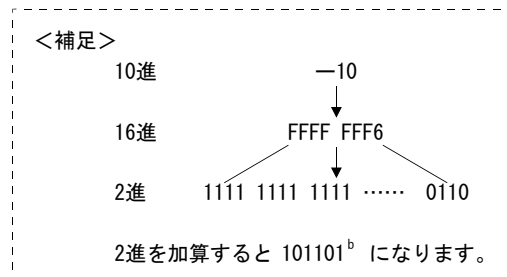 ＜補足＞
10進 －10
16進 FFFF FFF6
2進 1111 1111 1111 …… 0110
2進を加算すると 101101ᵇ になります。